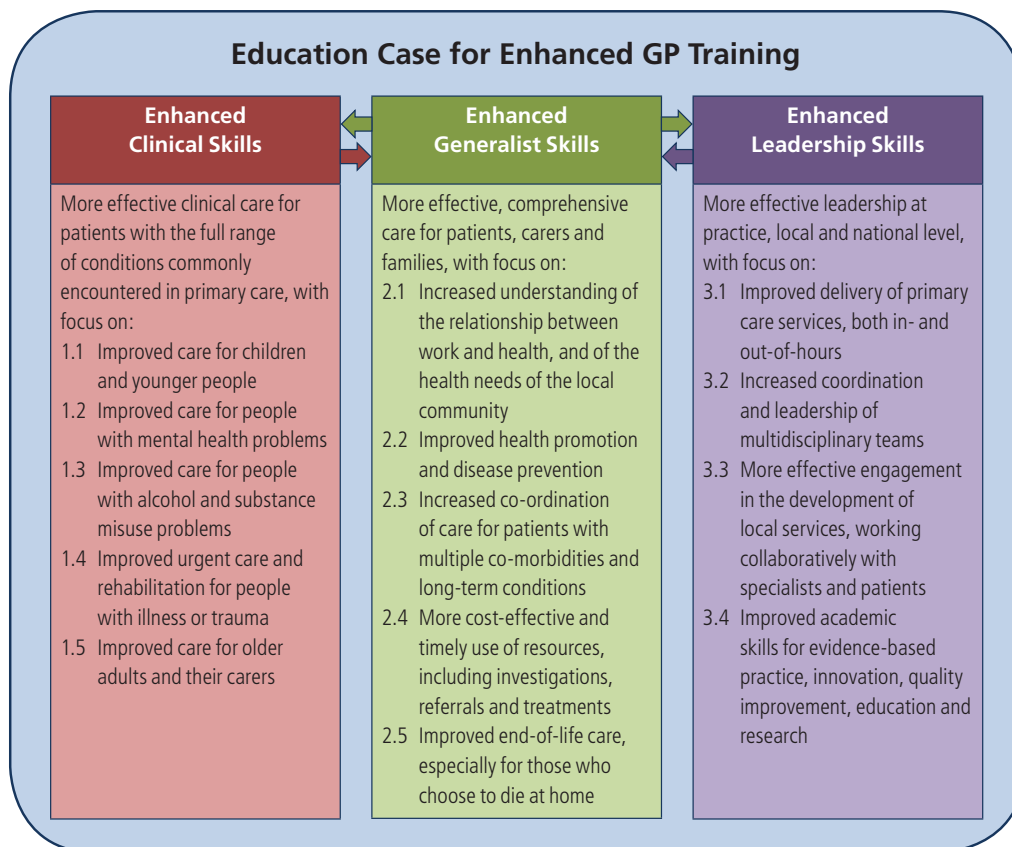 Education Case for Enhanced GP Training
Enhanced
Clinical Skills
More effective clinical care for
patients with the full range
of conditions commonly
encountered in primary care, with
focus on:
1.1 Improved care for children
and younger people
1.2 Improved care for people
with mental health problems
1.3 Improved care for people
with alcohol and substance
misuse problems
1.4 Improved urgent care and
rehabilitation for people
with illness or trauma
1.5 Improved care for older
adults and their carers
Enhanced
Generalist Skills
More effective, comprehensive
care for patients, carers and
families, with focus on:
2.1 Increased understanding of
the relationship between
work and health, and of the
health needs of the local
community
2.2 Improved health promotion
and disease prevention
2.3 Increased co-ordination
of care for patients with
multiple co-morbidities and
long-term conditions
2.4 More cost-effective and
timely use of resources,
including investigations,
referrals and treatments
2.5 Improved end-of-life care,
especially for those who
choose to die at home
Enhanced
Leadership Skills
More effective leadership at
practice, local and national level,
with focus on:
3.1 Improved delivery of primary
care services, both in- and
out-of-hours
3.2 Increased coordination
and leadership of
multidisciplinary teams
3.3 More effective engagement
in the development of
local services, working
collaboratively with
specialists and patients
3.4 Improved academic
skills for evidence-based
practice, innovation, quality
improvement, education and
research